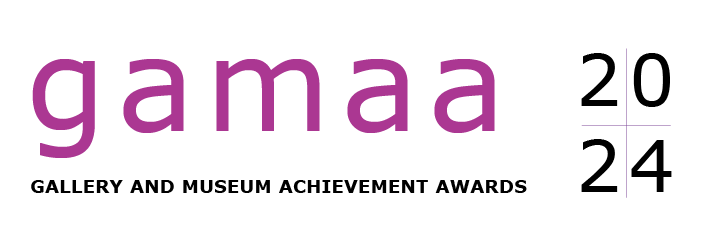 gamaa
GALLERY AND MUSEUM ACHIEVEMENT AWARDS
20
24